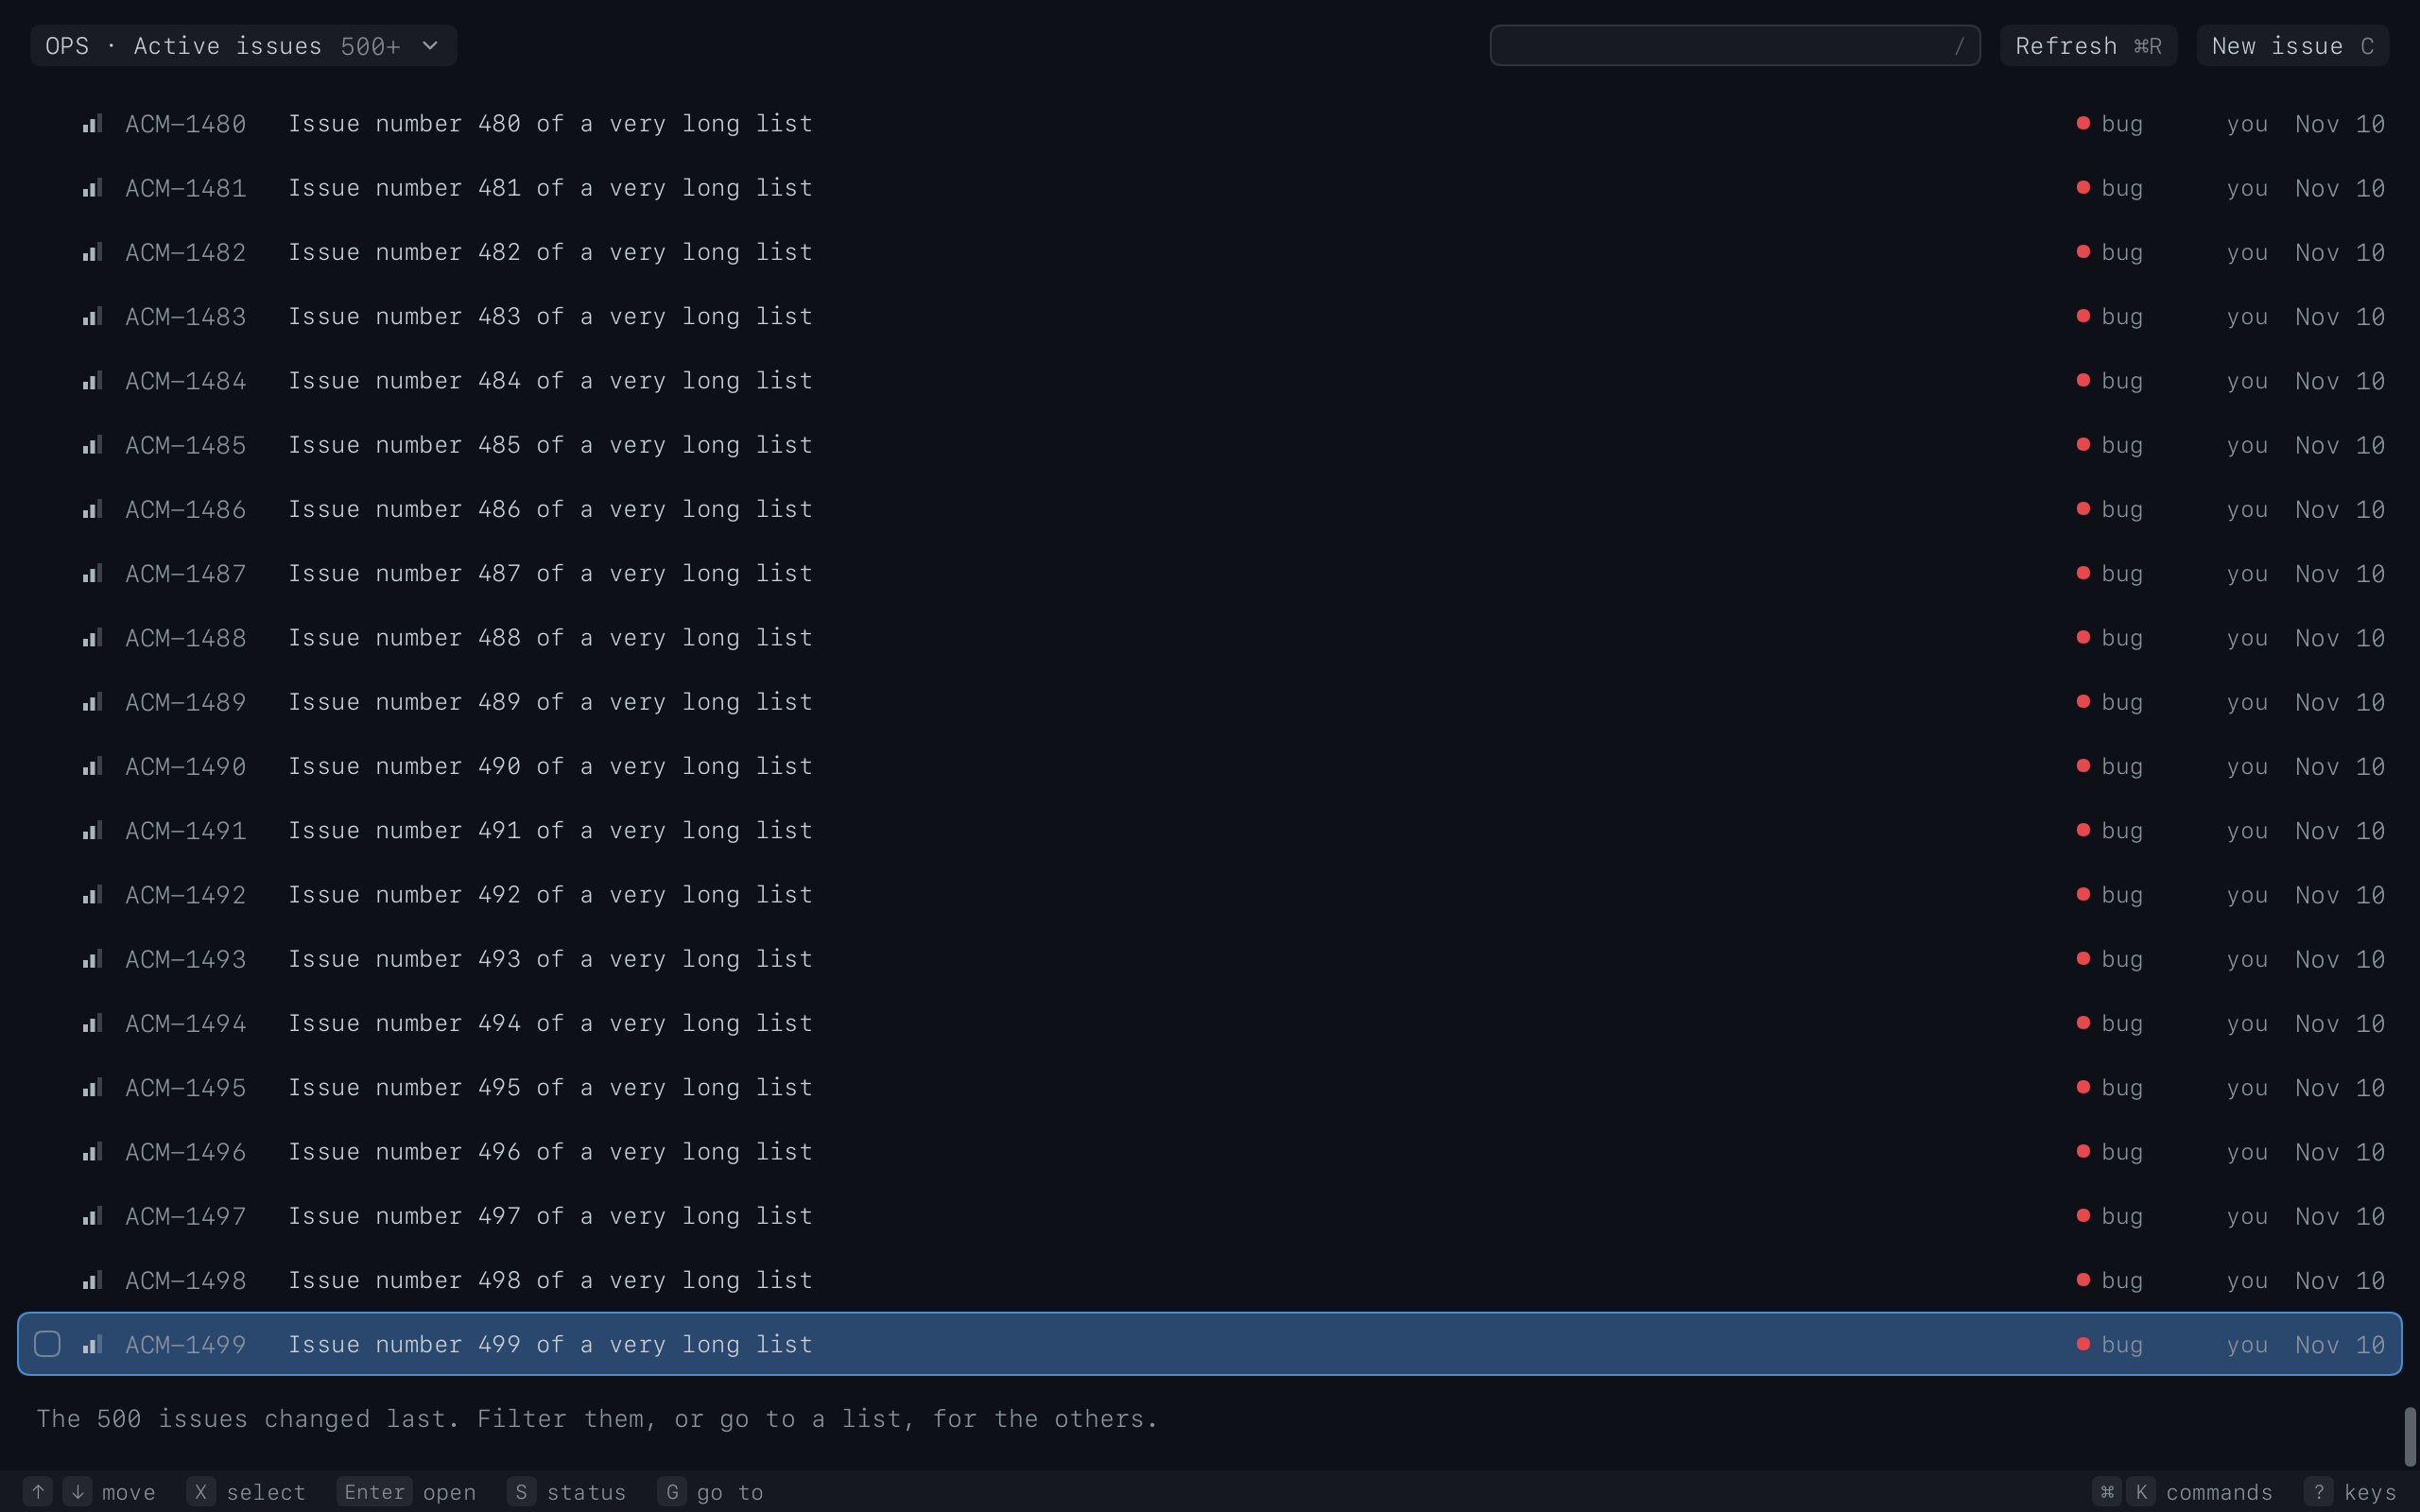 OPS · Active issues 500+ / Refresh ⌘R New issue C
ACM-1480 Issue number 480 of a very long list bug you Nov 10
ACM-1481 Issue number 481 of a very long list bug you Nov 10
ACM-1482 Issue number 482 of a very long list bug you Nov 10
ACM-1483 Issue number 483 of a very long list bug you Nov 10
ACM-1484 Issue number 484 of a very long list bug you Nov 10
ACM-1485 Issue number 485 of a very long list bug you Nov 10
ACM-1486 Issue number 486 of a very long list bug you Nov 10
ACM-1487 Issue number 487 of a very long list bug you Nov 10
ACM-1488 Issue number 488 of a very long list bug you Nov 10
ACM-1489 Issue number 489 of a very long list bug you Nov 10
ACM-1490 Issue number 490 of a very long list bug you Nov 10
ACM-1491 Issue number 491 of a very long list bug you Nov 10
ACM-1492 Issue number 492 of a very long list bug you Nov 10
ACM-1493 Issue number 493 of a very long list bug you Nov 10
ACM-1494 Issue number 494 of a very long list bug you Nov 10
ACM-1495 Issue number 495 of a very long list bug you Nov 10
ACM-1496 Issue number 496 of a very long list bug you Nov 10
ACM-1497 Issue number 497 of a very long list bug you Nov 10
ACM-1498 Issue number 498 of a very long list bug you Nov 10
ACM-1499 Issue number 499 of a very long list bug you Nov 10
The 500 issues changed last. Filter them, or go to a list, for the others.
↑ ↓ move X select Enter open S status G go to ⌘ K commands ? keys